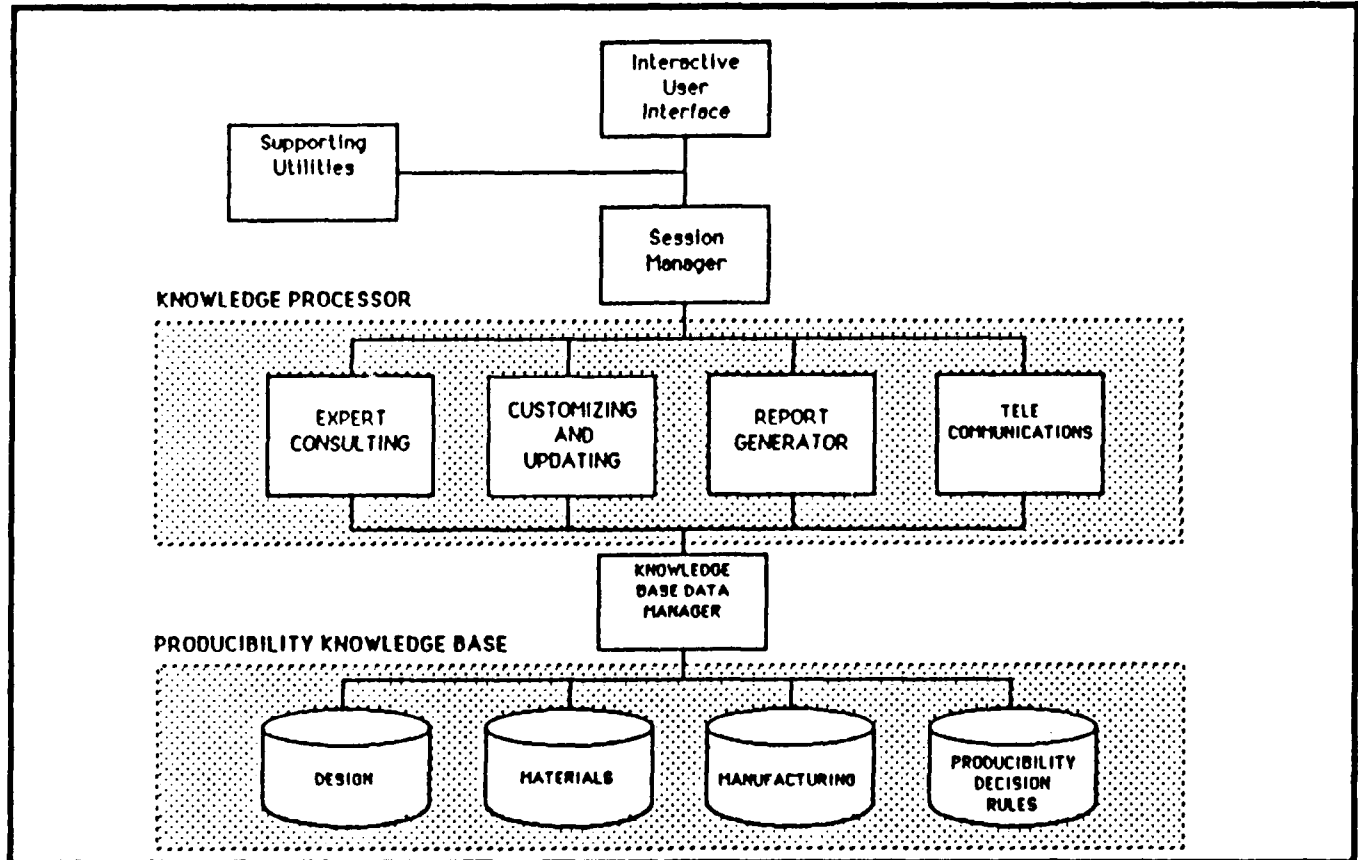 Interactive
User
Interface
Supporting
Utilities
Session
Manager
KNOWLEDGE PROCESSOR
EXPERT
CONSULTING
CUSTOMIZING
AND
UPDATING
REPORT
GENERATOR
TELE
COMMUNICATIONS
KNOWLEDGE
BASE DATA
MANAGER
PRODUCIBILITY KNOWLEDGE BASE
DESIGN
MATERIALS
MANUFACTURING
PRODUCIBILITY
DECISION
RULES